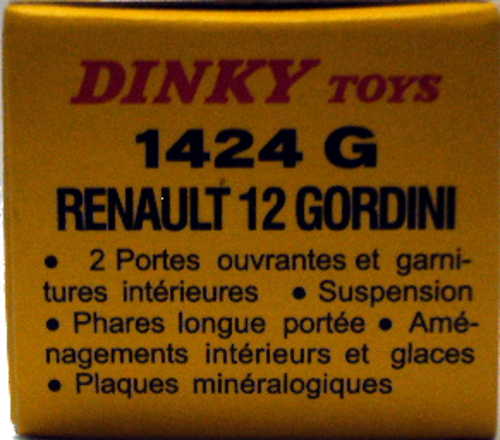 DINKY TOYS
1424 G
RENAULT 12 GORDINI
• 2 Portes ouvrantes et garni-
tures intérieures • Suspension
• Phares longue portée • Amé-
nagements intérieurs et glaces
• Plaques minéralogiques